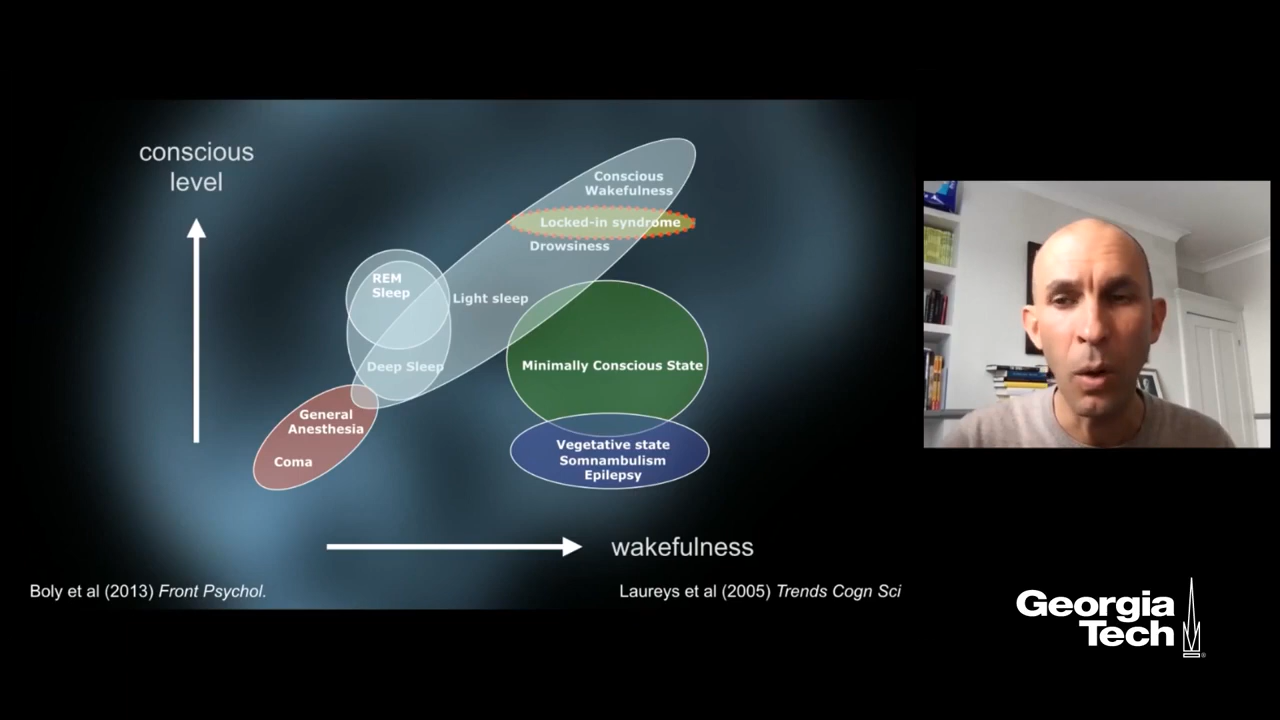 conscious
level
Conscious
Wakefulness
Locked-in syndrome
Drowsiness
REM
Sleep
Light sleep
Deep Sleep
Minimally Conscious State
General
Anesthesia
Coma
Vegetative state
Somnambulism
Epilepsy
wakefulness
Boly et al (2013) Front Psychol.
Laureys et al (2005) Trends Cogn Sci
Georgia
Tech
®